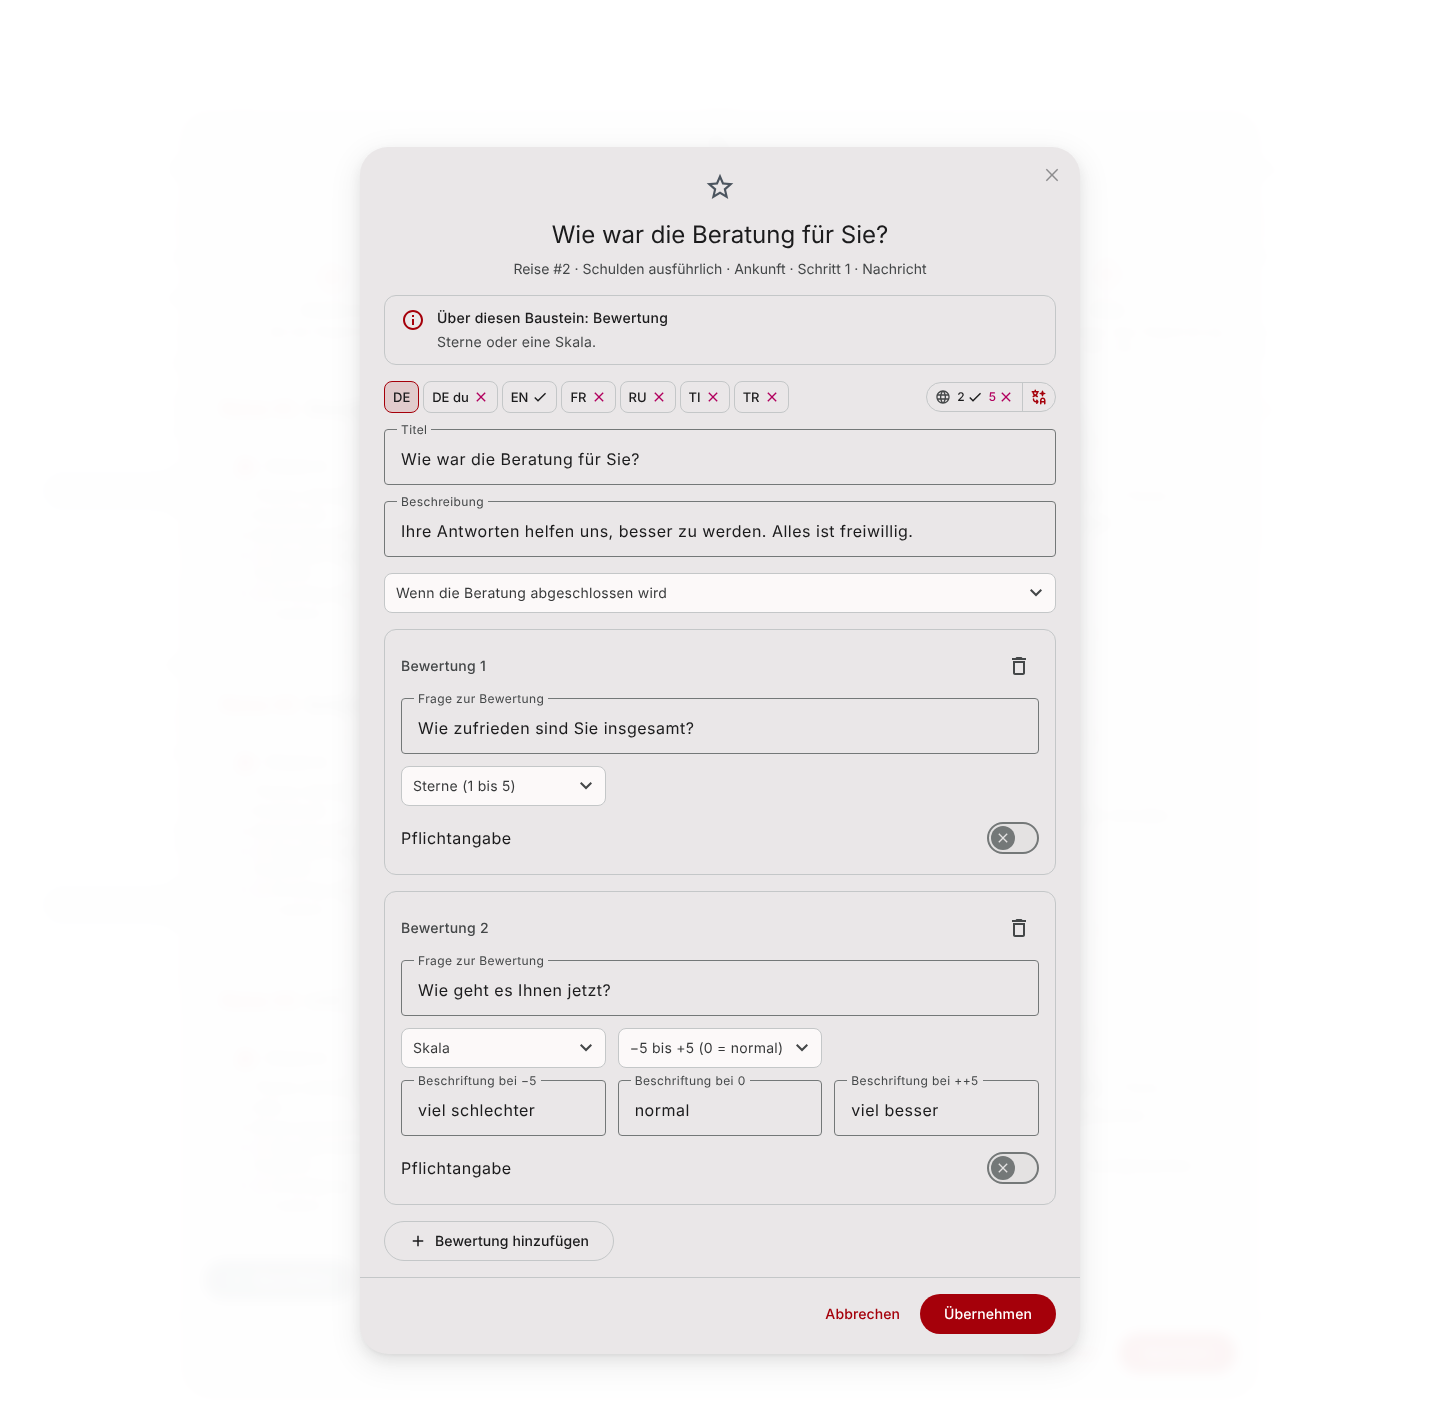 Wie war die Beratung für Sie?
Reise #2 · Schulden ausführlich · Ankunft · Schritt 1 · Nachricht
Über diesen Baustein: Bewertung
Sterne oder eine Skala.
DE DE du EN FR RU TI TR 2 5
Titel
Wie war die Beratung für Sie?
Beschreibung
Ihre Antworten helfen uns, besser zu werden. Alles ist freiwillig.
Wenn die Beratung abgeschlossen wird
Bewertung 1
Frage zur Bewertung
Wie zufrieden sind Sie insgesamt?
Sterne (1 bis 5)
Pflichtangabe
Bewertung 2
Frage zur Bewertung
Wie geht es Ihnen jetzt?
Skala −5 bis +5 (0 = normal)
Beschriftung bei −5 Beschriftung bei 0 Beschriftung bei ++5
viel schlechter normal viel besser
Pflichtangabe
Bewertung hinzufügen
Abbrechen Übernehmen